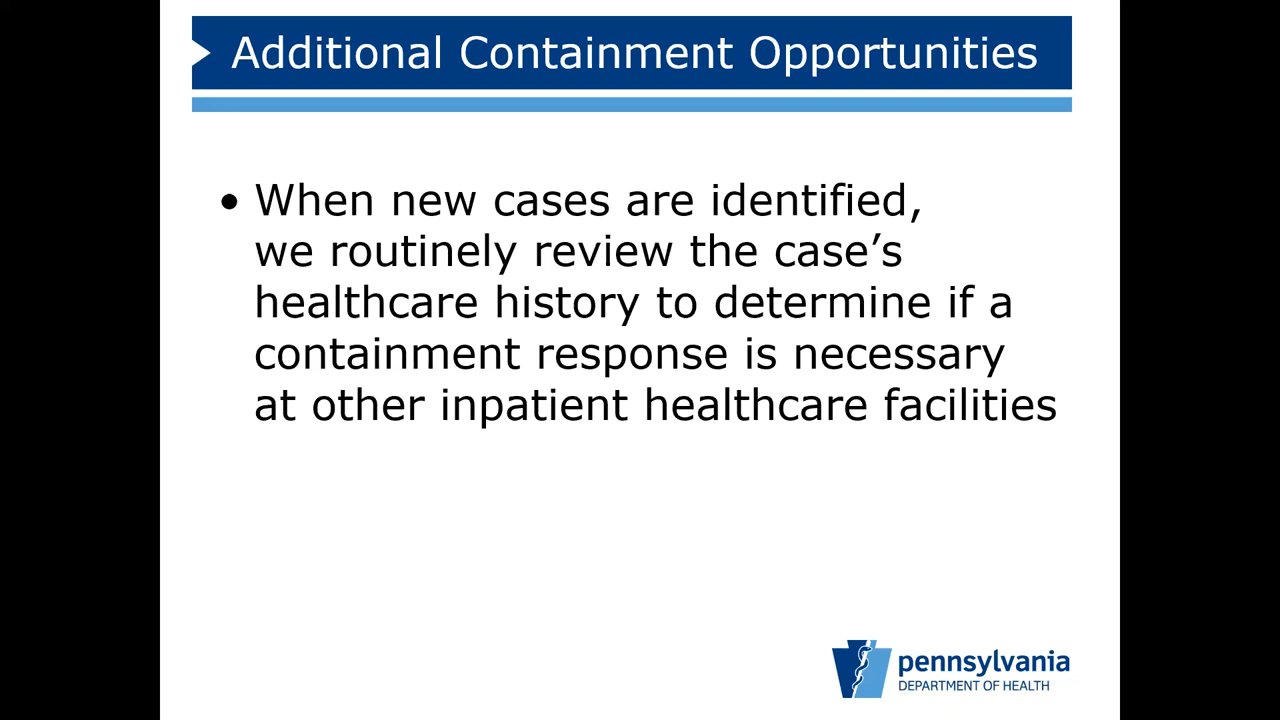 Additional Containment Opportunities
• When new cases are identified,
we routinely review the case’s
healthcare history to determine if a
containment response is necessary
at other inpatient healthcare facilities
pennsylvania
DEPARTMENT OF HEALTH